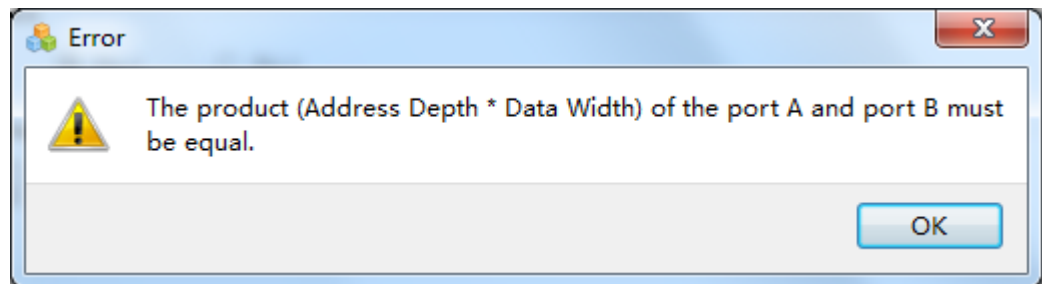 Error
The product (Address Depth * Data Width) of the port A and port B must
be equal.
OK